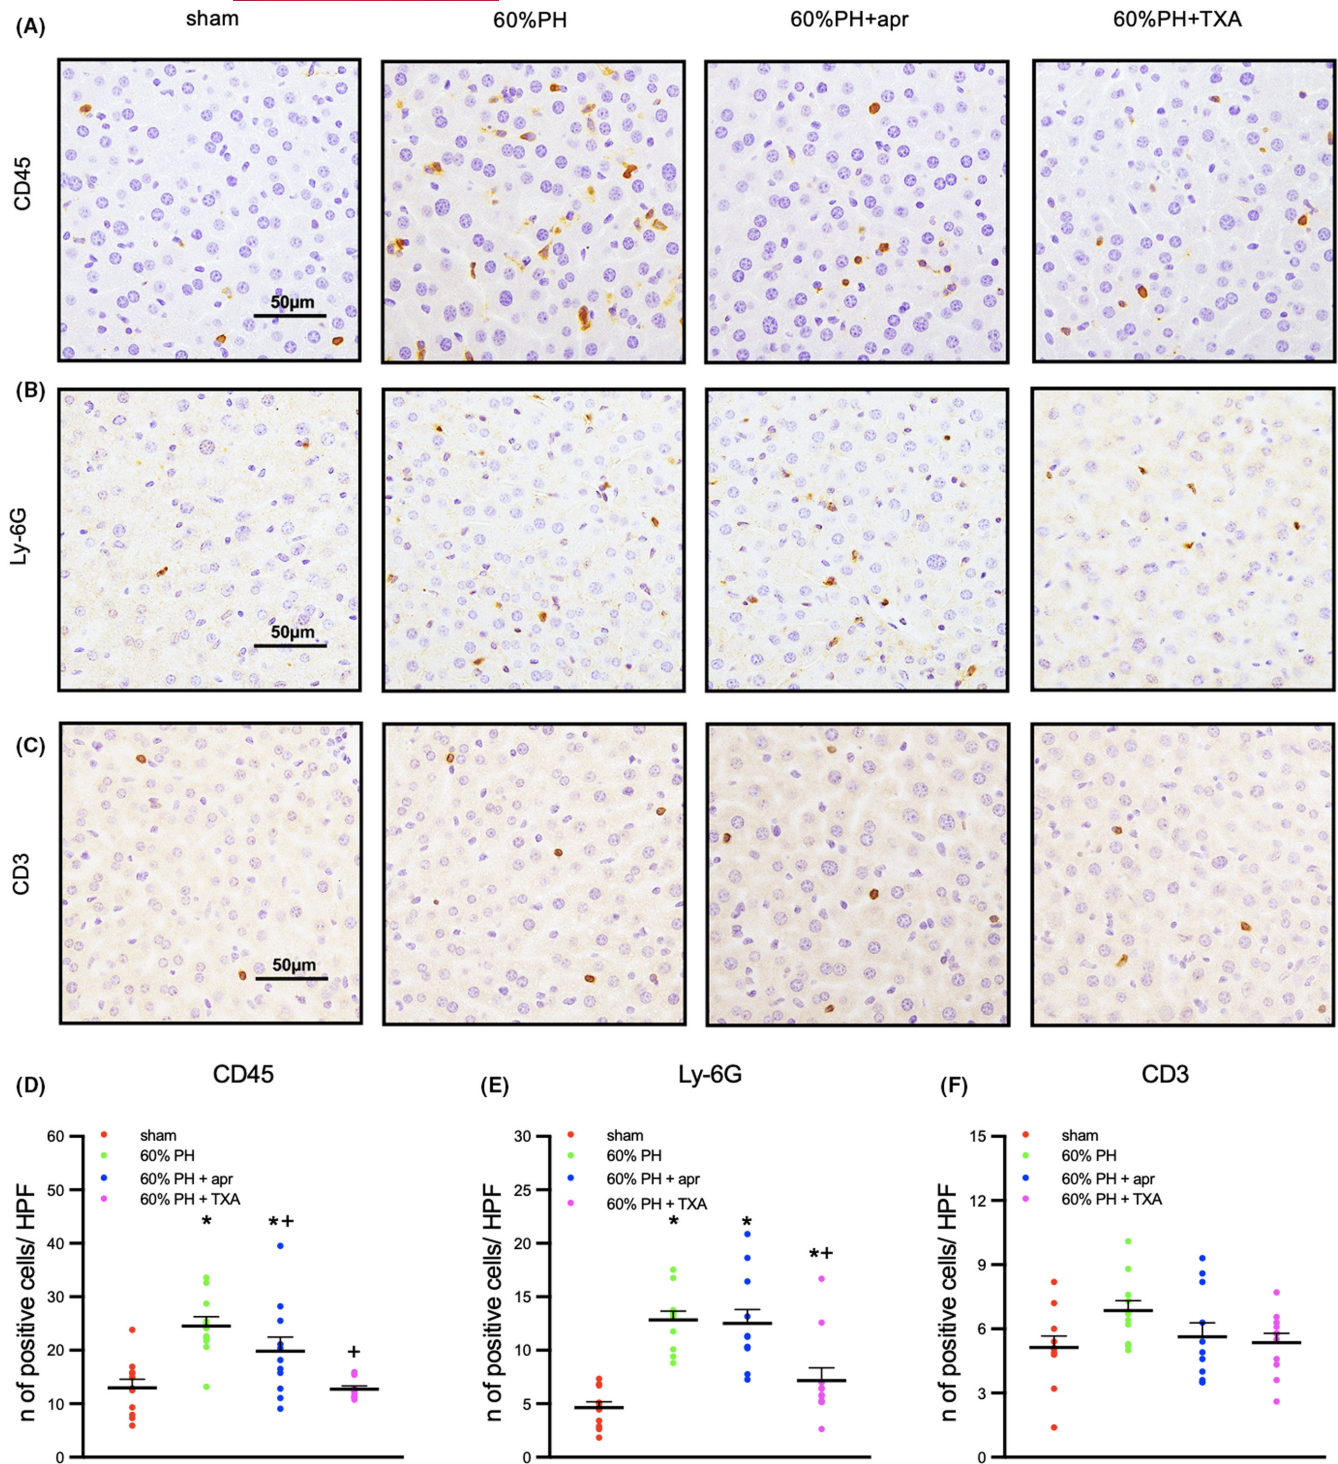 (A)
sham
60%PH
60%PH+apr
60%PH+TXA
CD45
50μm
(B)
Ly-6G
50μm
(C)
CD3
50μm
(D)
CD45
n of positive cells/ HPF
60
50
40
30
20
10
0
sham
60% PH
60% PH + apr
60% PH + TXA
*
*+
+
(E)
Ly-6G
n of positive cells/ HPF
30
25
20
15
10
5
0
sham
60% PH
60% PH + apr
60% PH + TXA
*
*
*+
(F)
CD3
n of positive cells/ HPF
15
12
9
6
3
0
sham
60% PH
60% PH + apr
60% PH + TXA